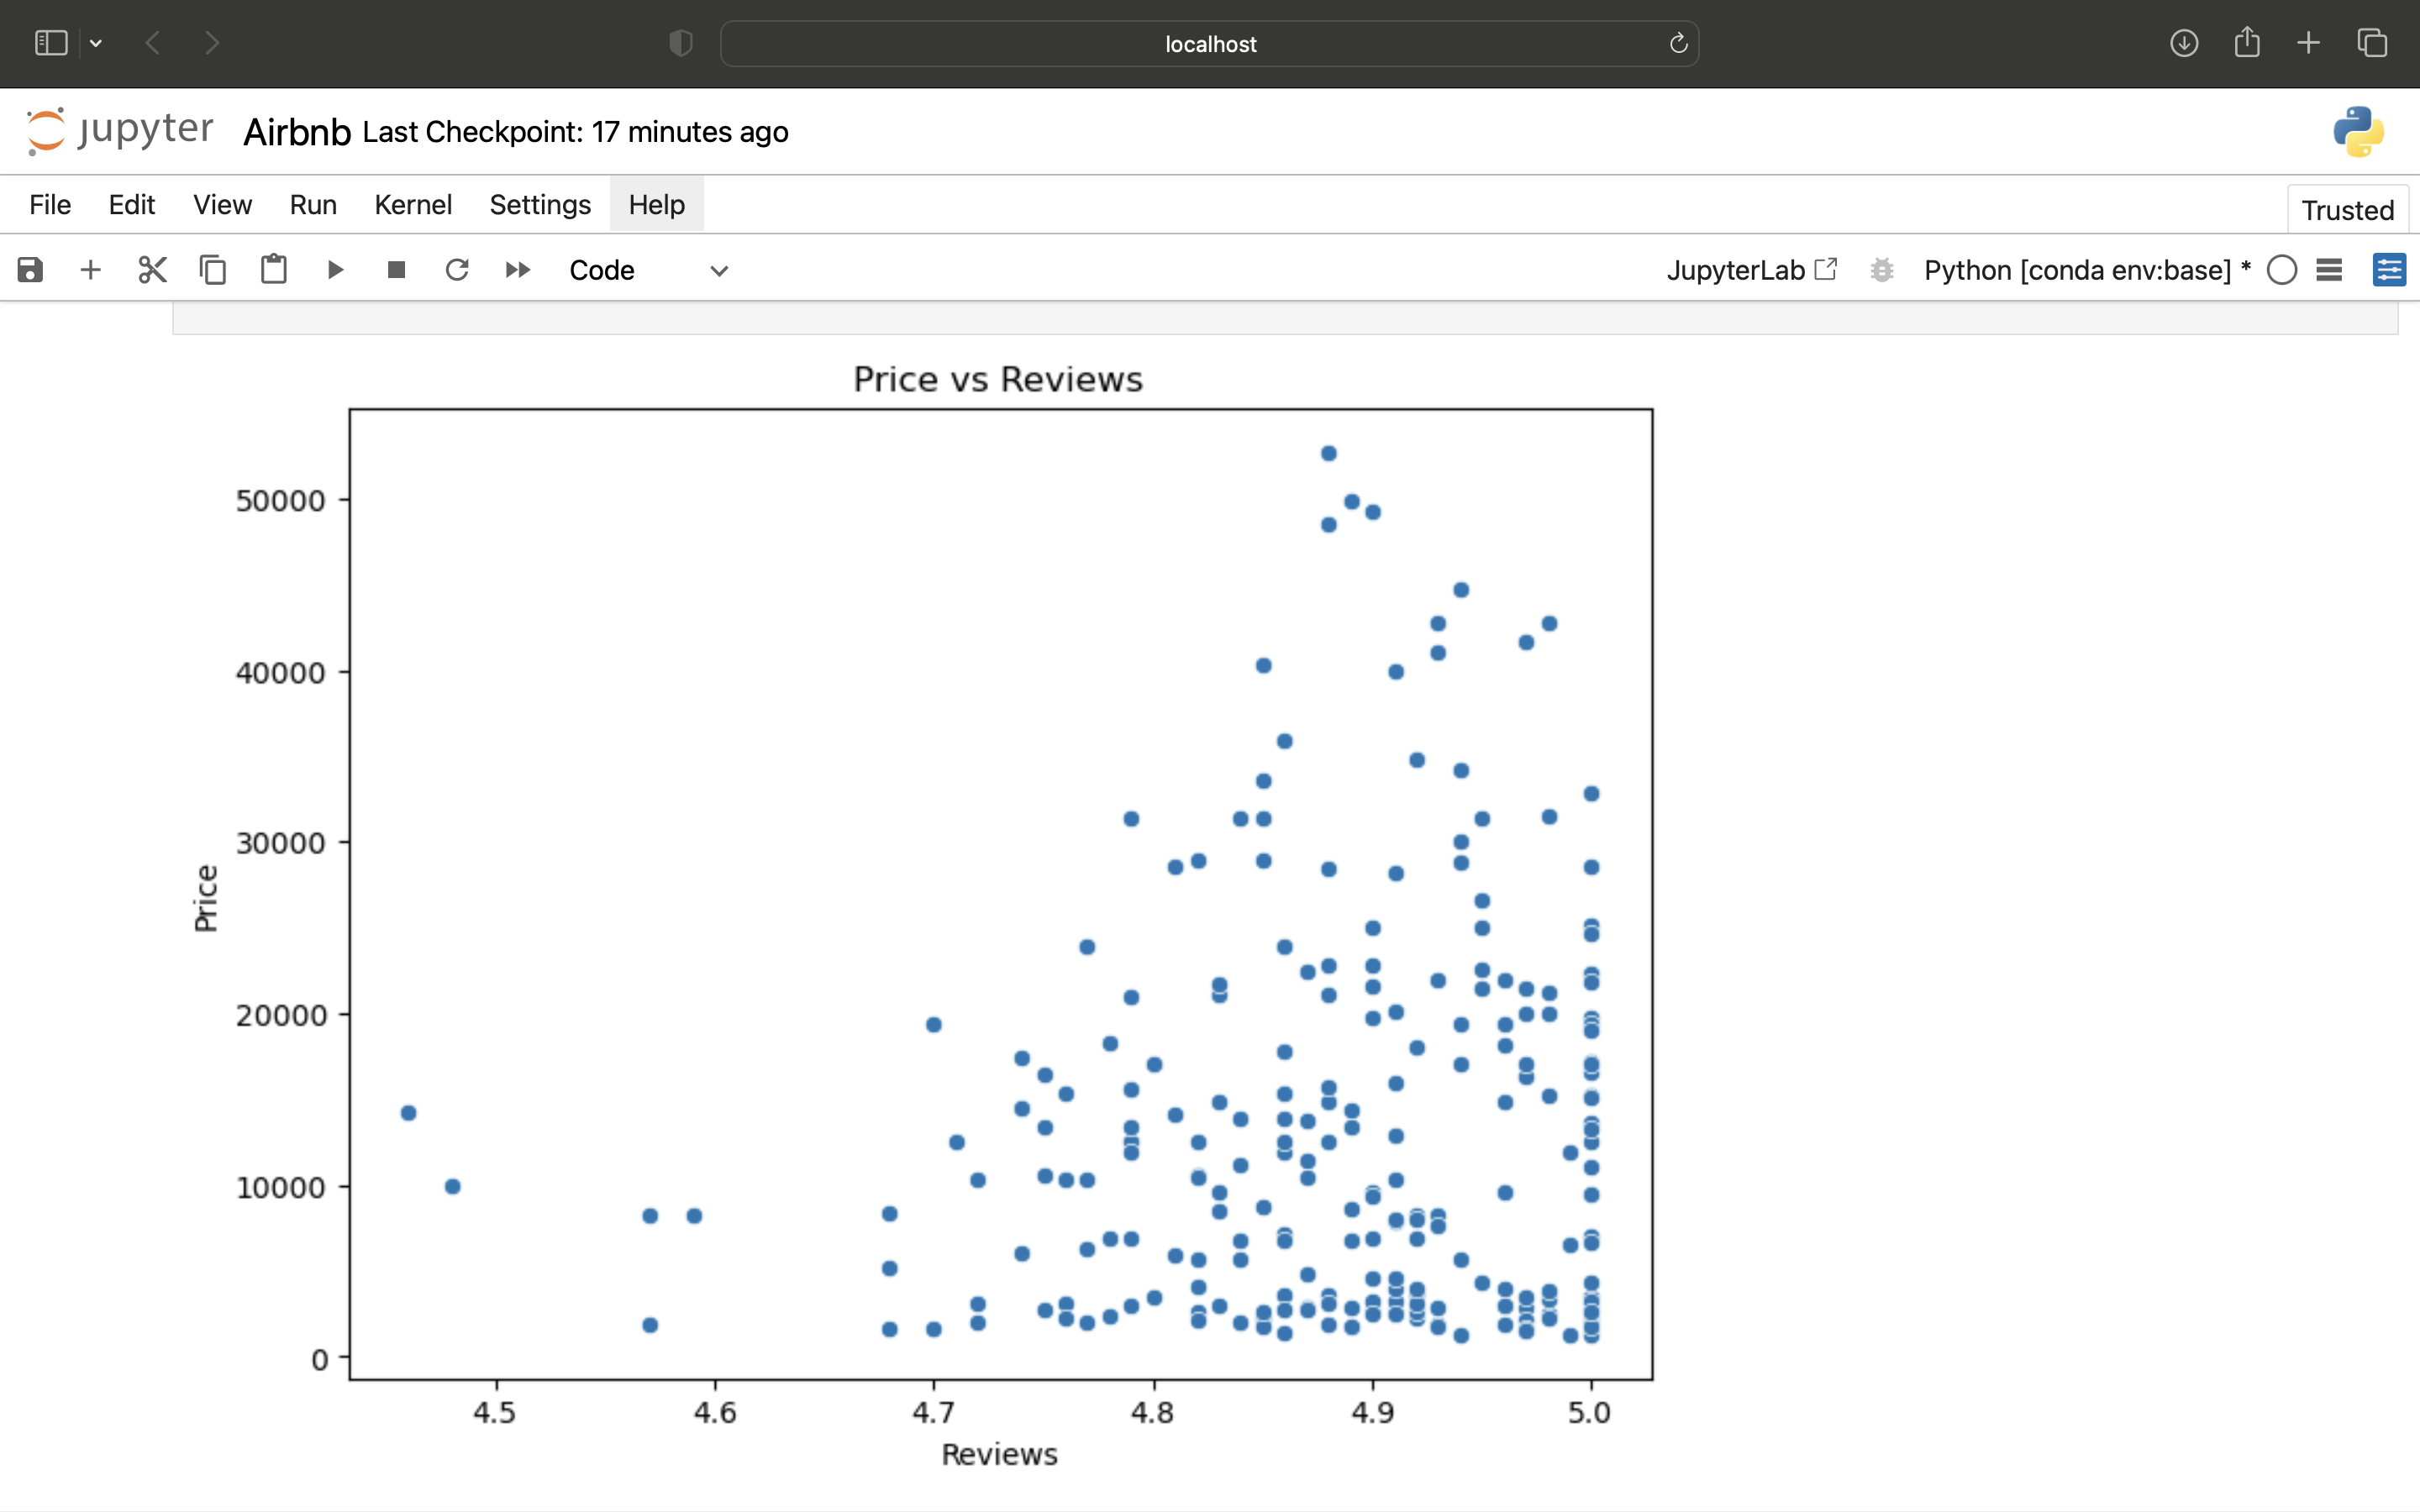 localhost
jupyter Airbnb Last Checkpoint: 17 minutes ago
File Edit View Run Kernel Settings Help Trusted
Code JupyterLab Python [conda env:base] *
Price vs Reviews
50000
40000
30000
20000
10000
0
Price
4.5 4.6 4.7 4.8 4.9 5.0
Reviews